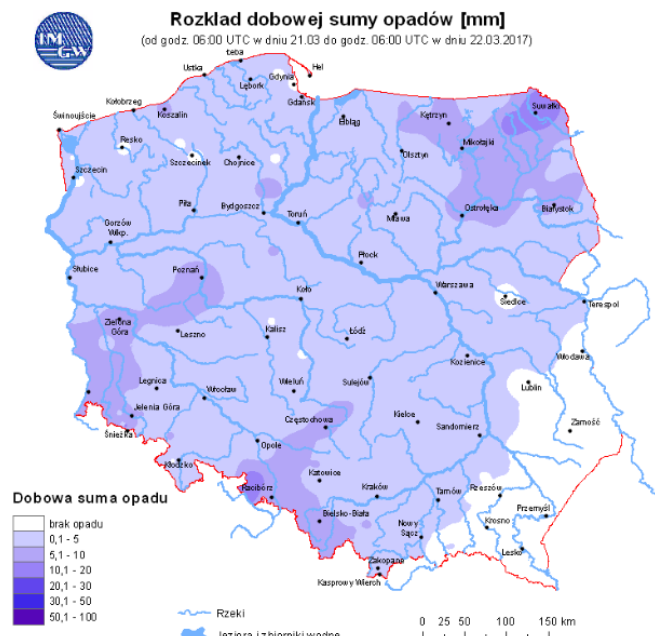 Rozkład dobowej sumy opadów [mm]
(od godz. 06:00 UTC w dniu 21.03 do godz. 06:00 UTC w dniu 22.03.2017)
IMGW
Łeba
Hel
Ustka
Gdynia
Lębork
Gdańsk
Kołobrzeg
Koszalin
Świnoujście
Elbląg
Kętrzyn
Suwałki
Resko
Szczecinek
Chojnice
Olsztyn
Mikołajki
Szczecin
Piła
Bydgoszcz
Toruń
Mława
Ostrołęka
Białystok
Gorzów
Wlkp.
Płock
Słubice
Poznań
Koło
Warszawa
Siedlce
Terespol
Zielona
Góra
Leszno
Kalisz
Łódź
Włodawa
Kozienice
Legnica
Wrocław
Wieluń
Sulejów
Lublin
Jelenia Góra
Śnieżka
Częstochowa
Kielce
Sandomierz
Zamość
Opole
Kłodzko
Racibórz
Katowice
Kraków
Tarnów
Rzeszów
Przemyśl
Bielsko-Biała
Nowy
Sącz
Krosno
Lesko
Zakopane
Kasprowy Wierch
Dobowa suma opadu
brak opadu
0,1 - 5
5,1 - 10
10,1 - 20
20,1 - 30
30,1 - 50
50,1 - 100
Rzeki
Jeziora i zbiorniki wodne
0 25 50 100 150 km